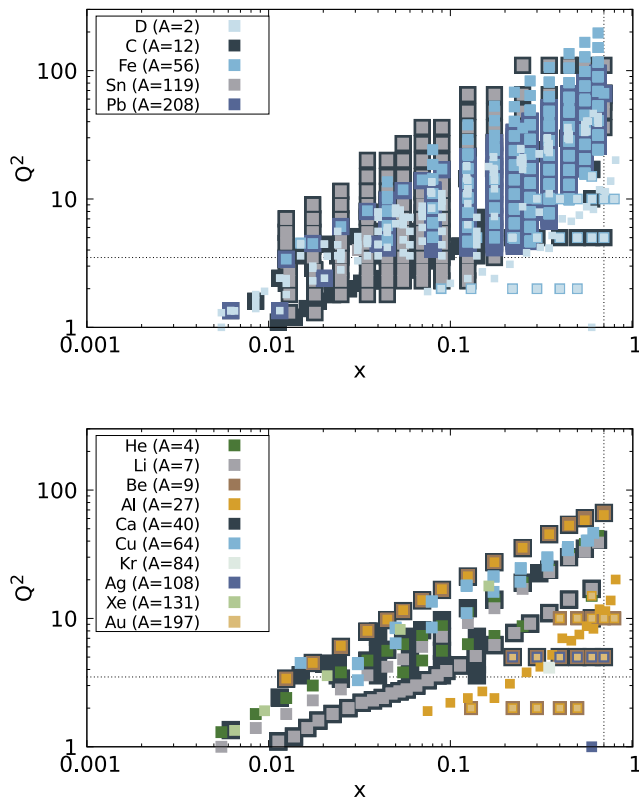 D (A=2)
C (A=12)
Fe (A=56)
Sn (A=119)
Pb (A=208)
100
10
1
Q²
0.001
0.01
0.1
1
x
He (A=4)
Li (A=7)
Be (A=9)
Al (A=27)
Ca (A=40)
Cu (A=64)
Kr (A=84)
Ag (A=108)
Xe (A=131)
Au (A=197)
100
10
1
Q²
0.001
0.01
0.1
1
x